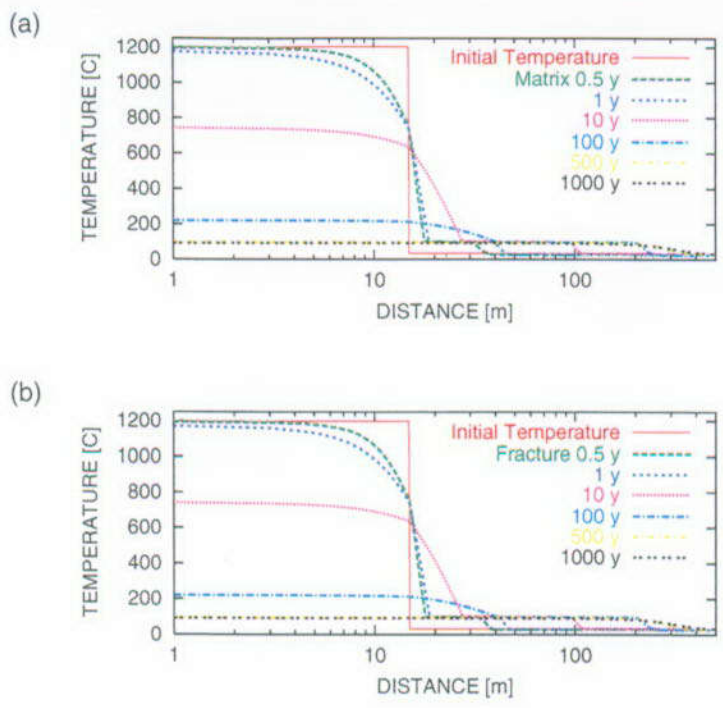 (a)
TEMPERATURE [C]
1200
1000
800
600
400
200
0
Initial Temperature
Matrix 0.5 y
1 y
10 y
100 y
500 y
1000 y
1
10
100
DISTANCE [m]
(b)
TEMPERATURE [C]
1200
1000
800
600
400
200
0
Initial Temperature
Fracture 0.5 y
1 y
10 y
100 y
500 y
1000 y
1
10
100
DISTANCE [m]